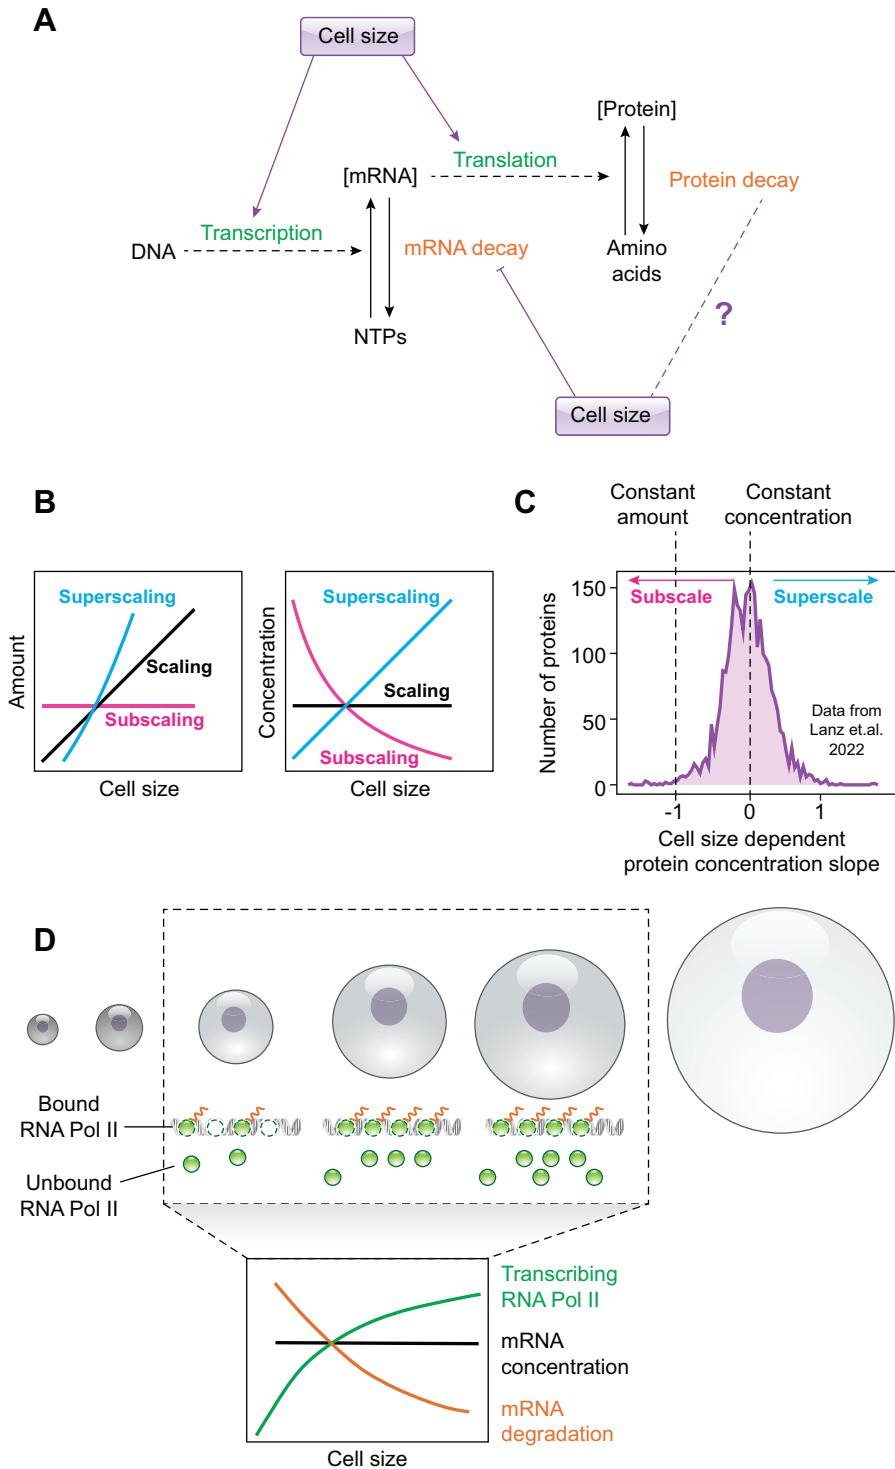 A
Cell size
[Protein]
Translation
[mRNA]
Protein decay
Transcription
DNA
mRNA decay
Amino
acids
?
NTPs
Cell size
B
Superscaling
Scaling
Subscaling
Amount
Cell size
Superscaling
Scaling
Subscaling
Concentration
Cell size
C
Constant
amount
Constant
concentration
150
100
50
0
Number of proteins
Subscale
Superscale
Data from
Lanz et.al.
2022
-1
0
1
Cell size dependent
protein concentration slope
D
Bound
RNA Pol II
Unbound
RNA Pol II
Transcribing
RNA Pol II
mRNA
concentration
mRNA
degradation
Cell size